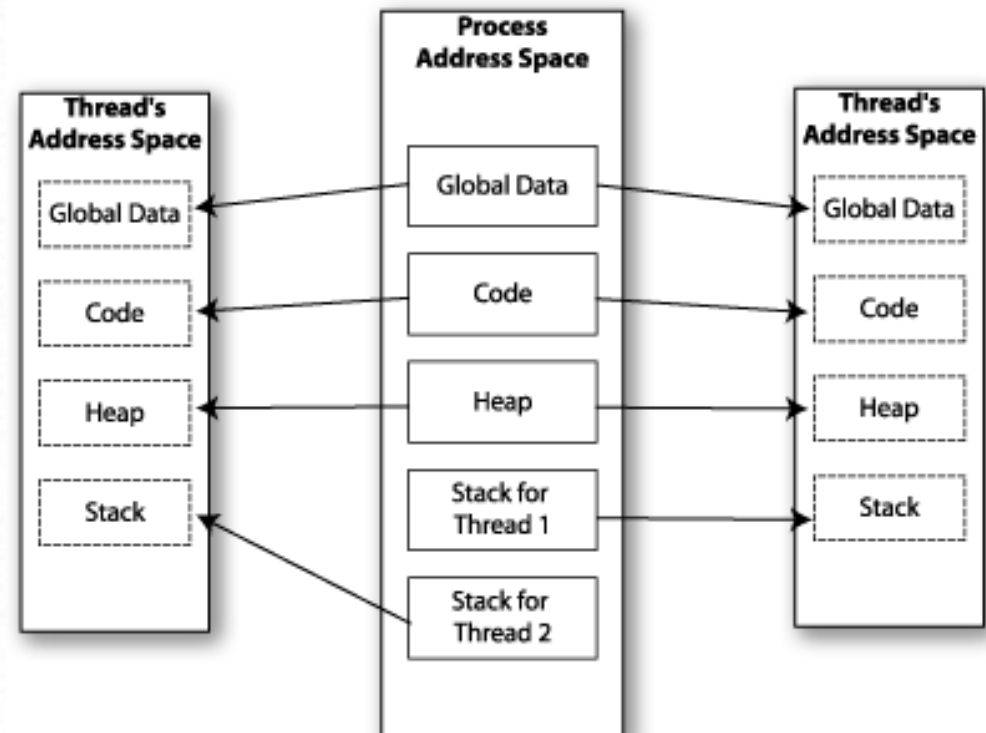 Process
Address Space
Thread's
Address Space
Global Data
Code
Heap
Stack
Global Data
Code
Heap
Stack for
Thread 1
Stack for
Thread 2
Thread's
Address Space
Global Data
Code
Heap
Stack